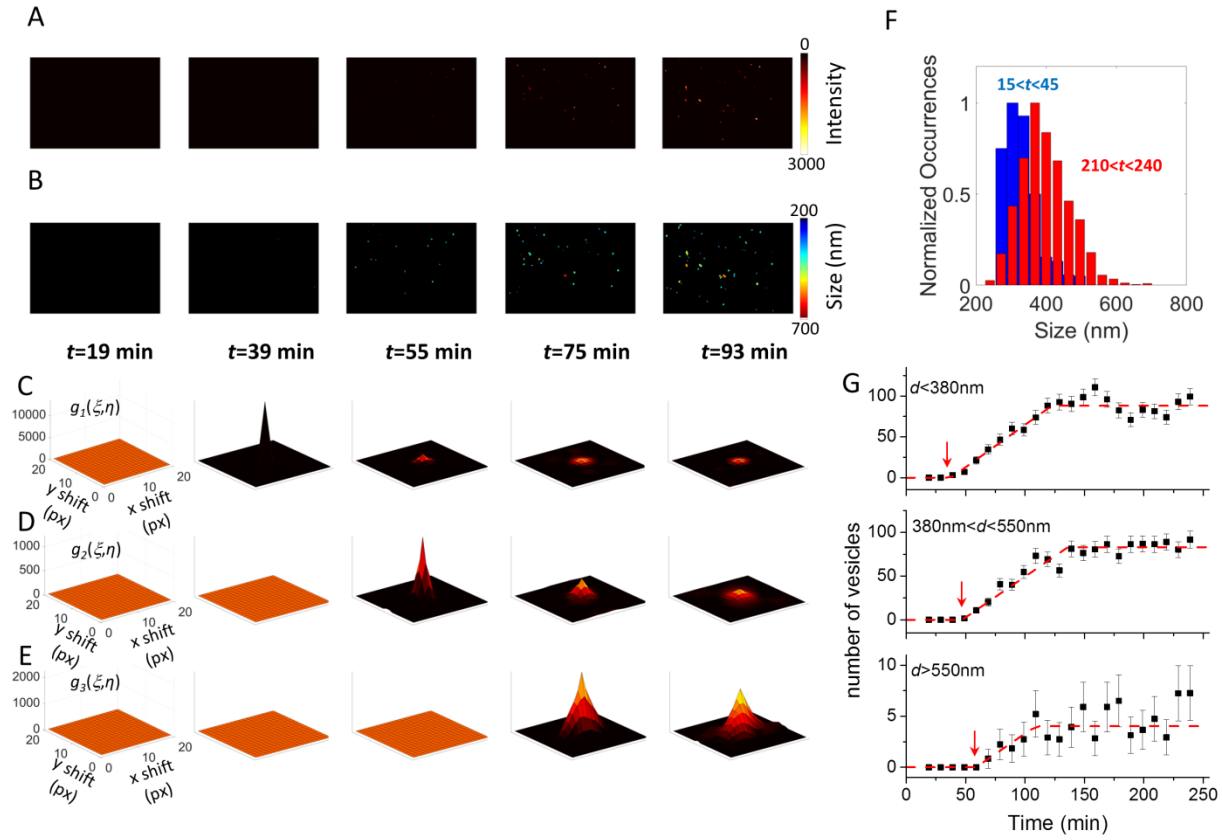 A
0
Intensity
3000
B
200
Size (nm)
700
t=19 min
t=39 min
t=55 min
t=75 min
t=93 min
C
g1(ξ,η)
10000
5000
0
20
10
0
0
10
20
y shift
(px)
x shift
(px)
D
g2(ξ,η)
1000
500
0
20
10
0
0
10
20
y shift
(px)
x shift
(px)
E
g3(ξ,η)
2000
1000
0
20
10
0
0
10
20
y shift
(px)
x shift
(px)
F
15<t<45
210<t<240
1
0.5
0
200
400
600
800
Normalized Occurrences
Size (nm)
G
d<380nm
100
50
0
380nm<d<550nm
100
50
0
d>550nm
10
5
0
number of vesicles
0
50
100
150
200
250
Time (min)